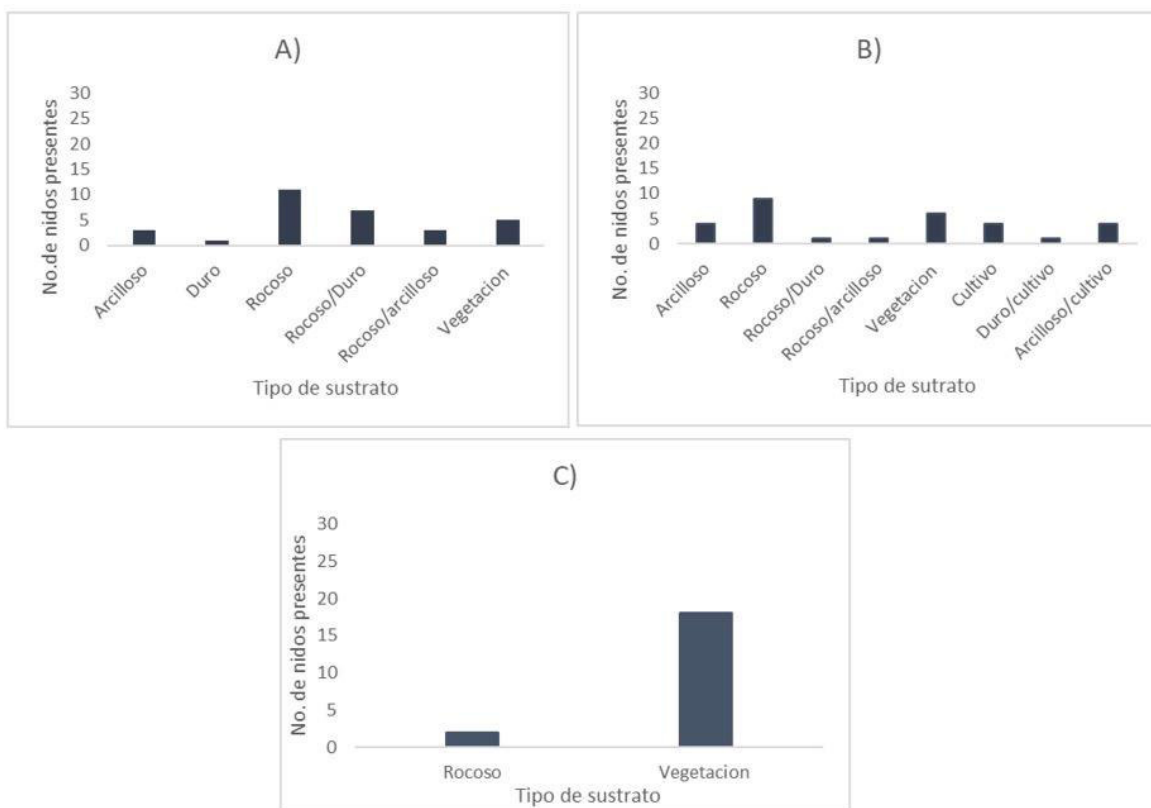 A)
No.de nidos presentes
30
25
20
15
10
5
0
Arcilloso
Duro
Rocoso
Rocoso/Duro
Rocoso/arcilloso
Vegetacion
Tipo de sustrato
B)
No. de nidos presentes
30
25
20
15
10
5
0
Arcilloso
Rocoso
Rocoso/Duro
Rocoso/arcilloso
Vegetacion
Cultivo
Duro/cultivo
Arcilloso/cultivo
Tipo de sutrato
C)
No. de nidos presentes
30
25
20
15
10
5
0
Rocoso
Vegetacion
Tipo de sustrato